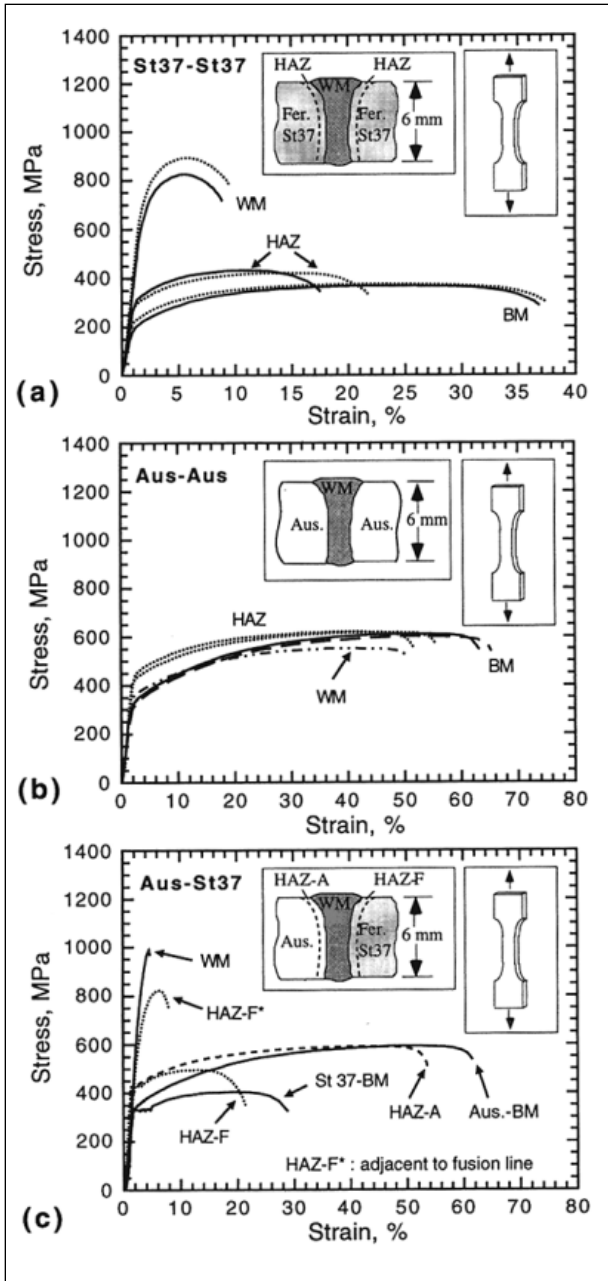 1400
St37-St37
HAZ
HAZ
WM
1200
1000
Fer.
St37
Fer.
St37
6 mm
800
WM
600
HAZ
400
200
BM
0
Stress, MPa
(a)
0 5 10 15 20 25 30 35 40
Strain, %
1400
Aus-Aus
WM
1200
Aus.
Aus.
6 mm
1000
800
HAZ
600
BM
WM
400
200
0
Stress, MPa
(b)
0 10 20 30 40 50 60 70 80
Strain, %
1400
Aus-St37
HAZ-A
HAZ-F
WM
1200
Aus.
Fer.
St37
6 mm
1000
WM
800
HAZ-F*
600
St 37-BM
400
HAZ-A
Aus.-BM
HAZ-F
200
HAZ-F* : adjacent to fusion line
0
Stress, MPa
(c)
0 10 20 30 40 50 60 70 80
Strain, %